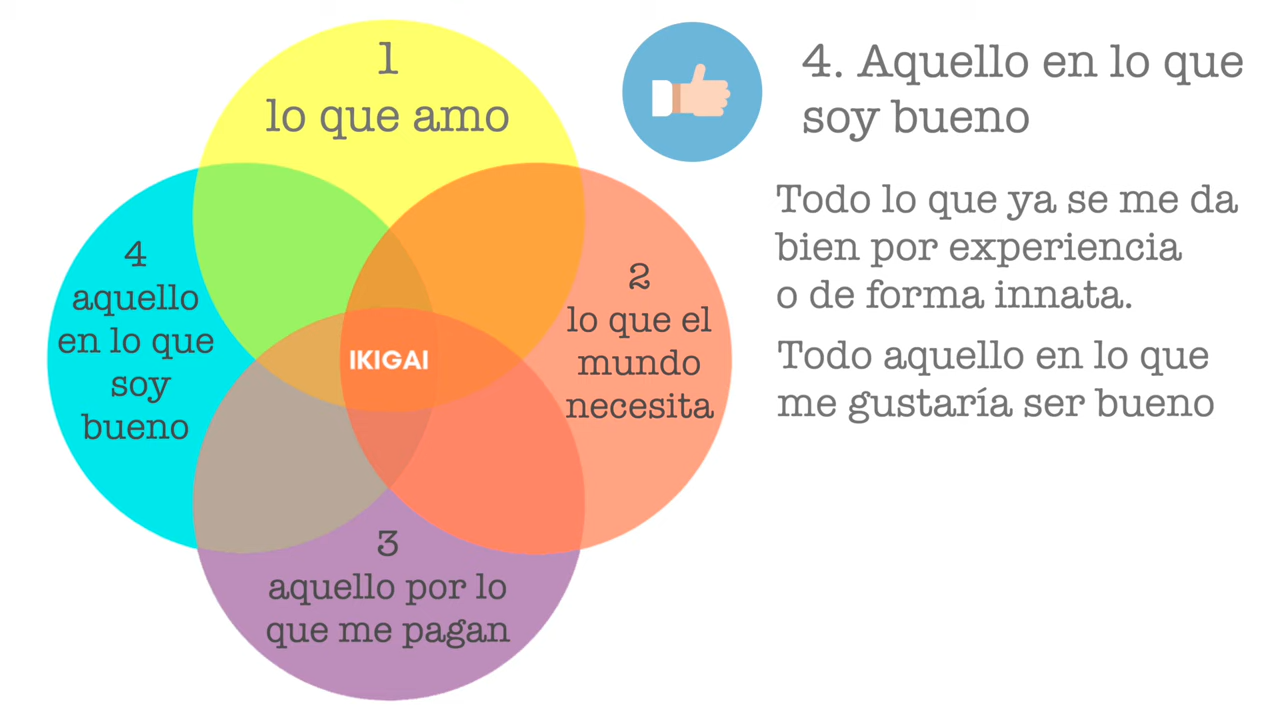 1
lo que amo
4
aquello
en lo que
soy
bueno
IKIGAI
2
lo que el
mundo
necesita
3
aquello por lo
que me pagan
4. Aquello en lo que
soy bueno
Todo lo que ya se me da
bien por experiencia
o de forma innata.
Todo aquello en lo que
me gustaría ser bueno